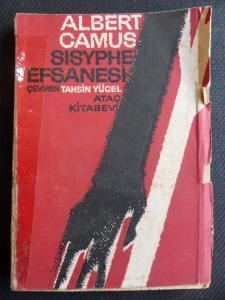 ALBERT
CAMUS
SISYPHE
EFSANESİ
ÇEVİREN TAHSİN YÜCEL
ATAÇ
KİTABEVİ